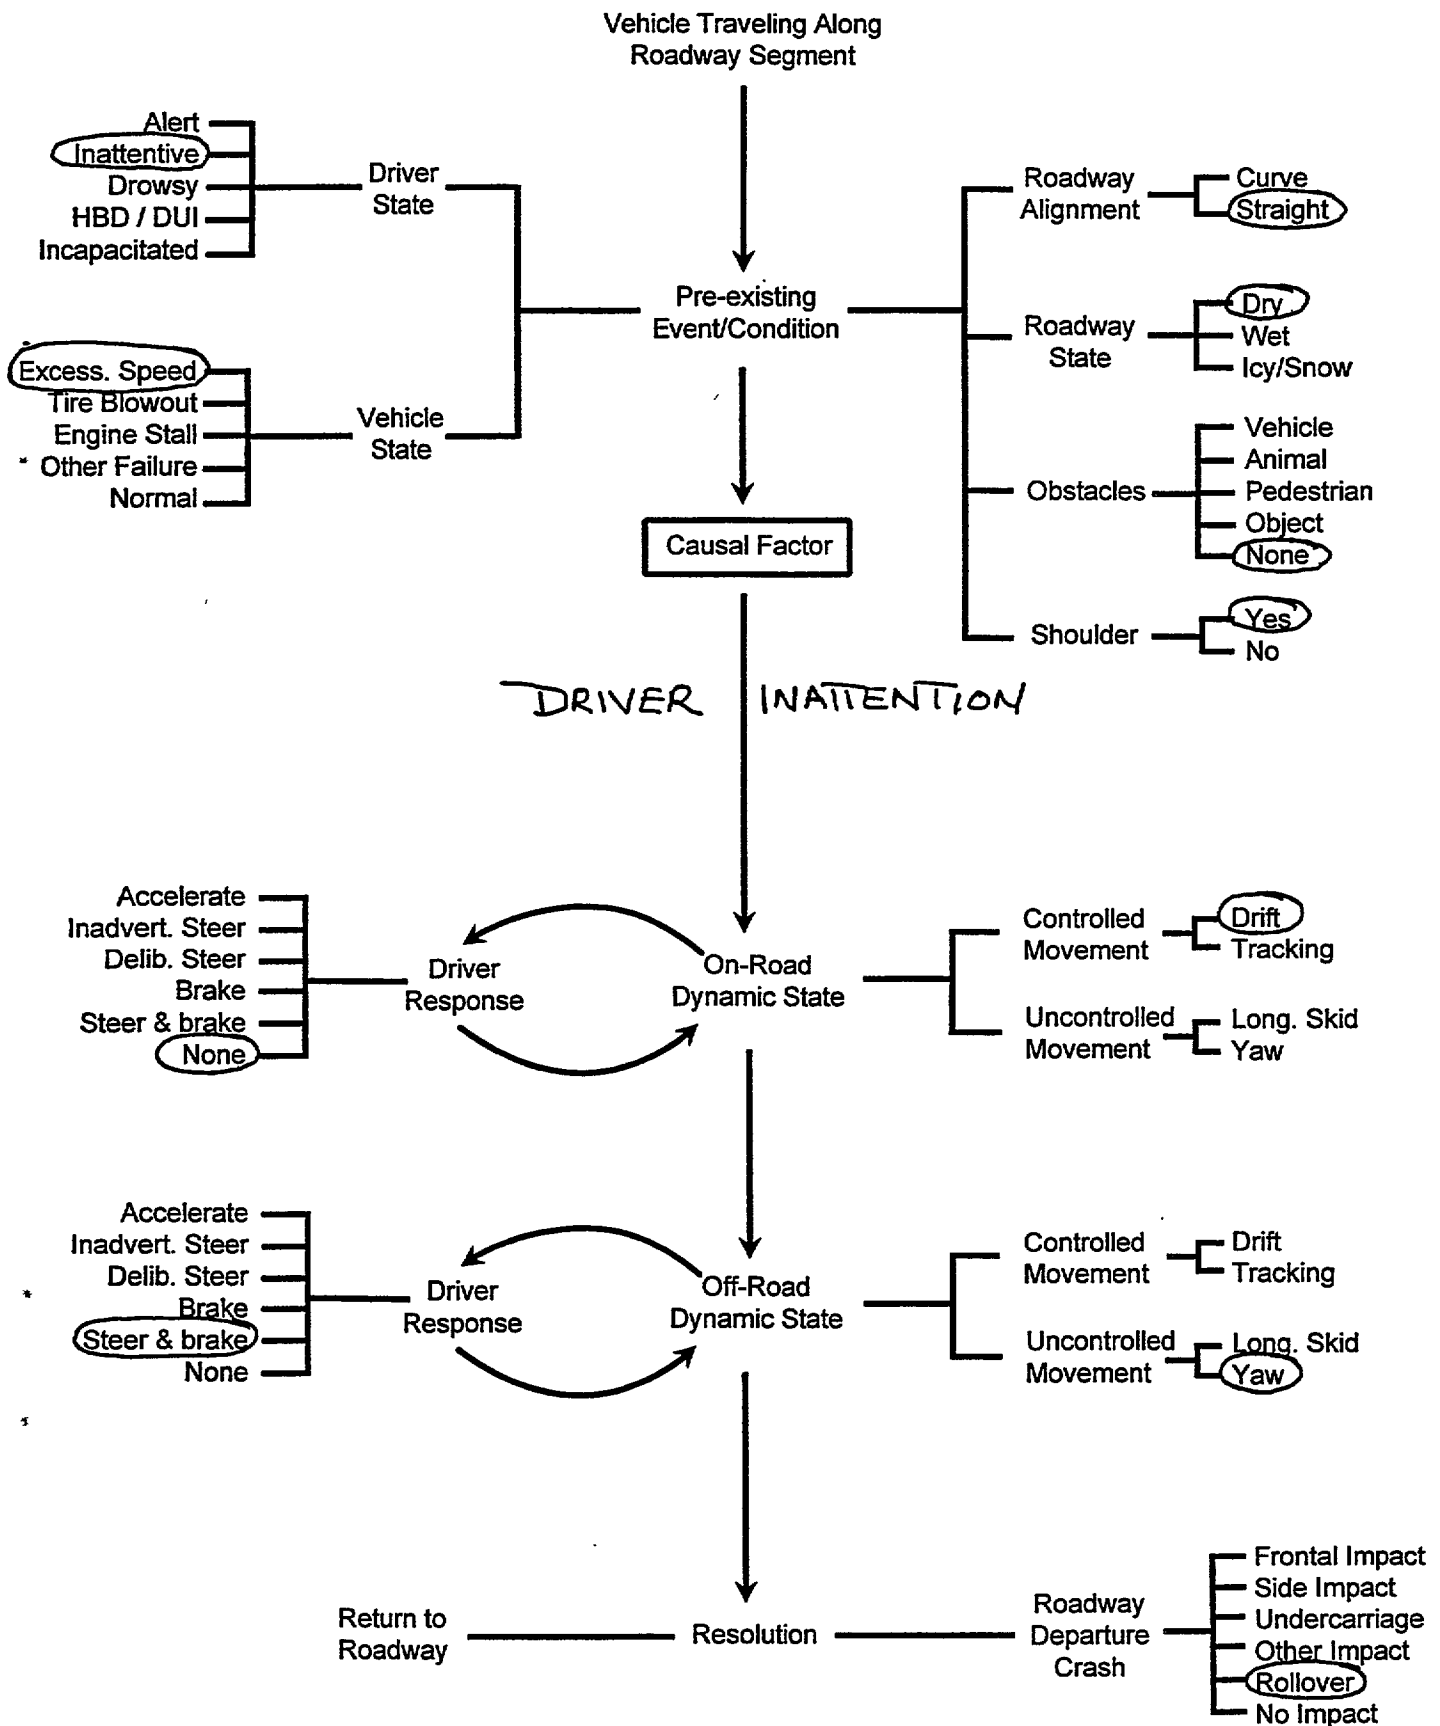 Vehicle Traveling Along
Roadway Segment
Alert
Inattentive
Drowsy
HBD / DUI
Incapacitated
Driver
State
Excess. Speed
Tire Blowout
Engine Stall
Other Failure
Normal
Vehicle
State
Pre-existing
Event/Condition
Roadway
Alignment
Curve
Straight
Roadway
State
Dry
Wet
Icy/Snow
Obstacles
Vehicle
Animal
Pedestrian
Object
None
Shoulder
Yes
No
Causal Factor
DRIVER INATTENTION
Accelerate
Inadvert. Steer
Delib. Steer
Brake
Steer & brake
None
Driver
Response
On-Road
Dynamic State
Controlled
Movement
Drift
Tracking
Uncontrolled
Movement
Long. Skid
Yaw
Accelerate
Inadvert. Steer
Delib. Steer
Brake
Steer & brake
None
Driver
Response
Off-Road
Dynamic State
Controlled
Movement
Drift
Tracking
Uncontrolled
Movement
Long. Skid
Yaw
Return to
Roadway
Resolution
Roadway
Departure
Crash
Frontal Impact
Side Impact
Undercarriage
Other Impact
Rollover
No Impact